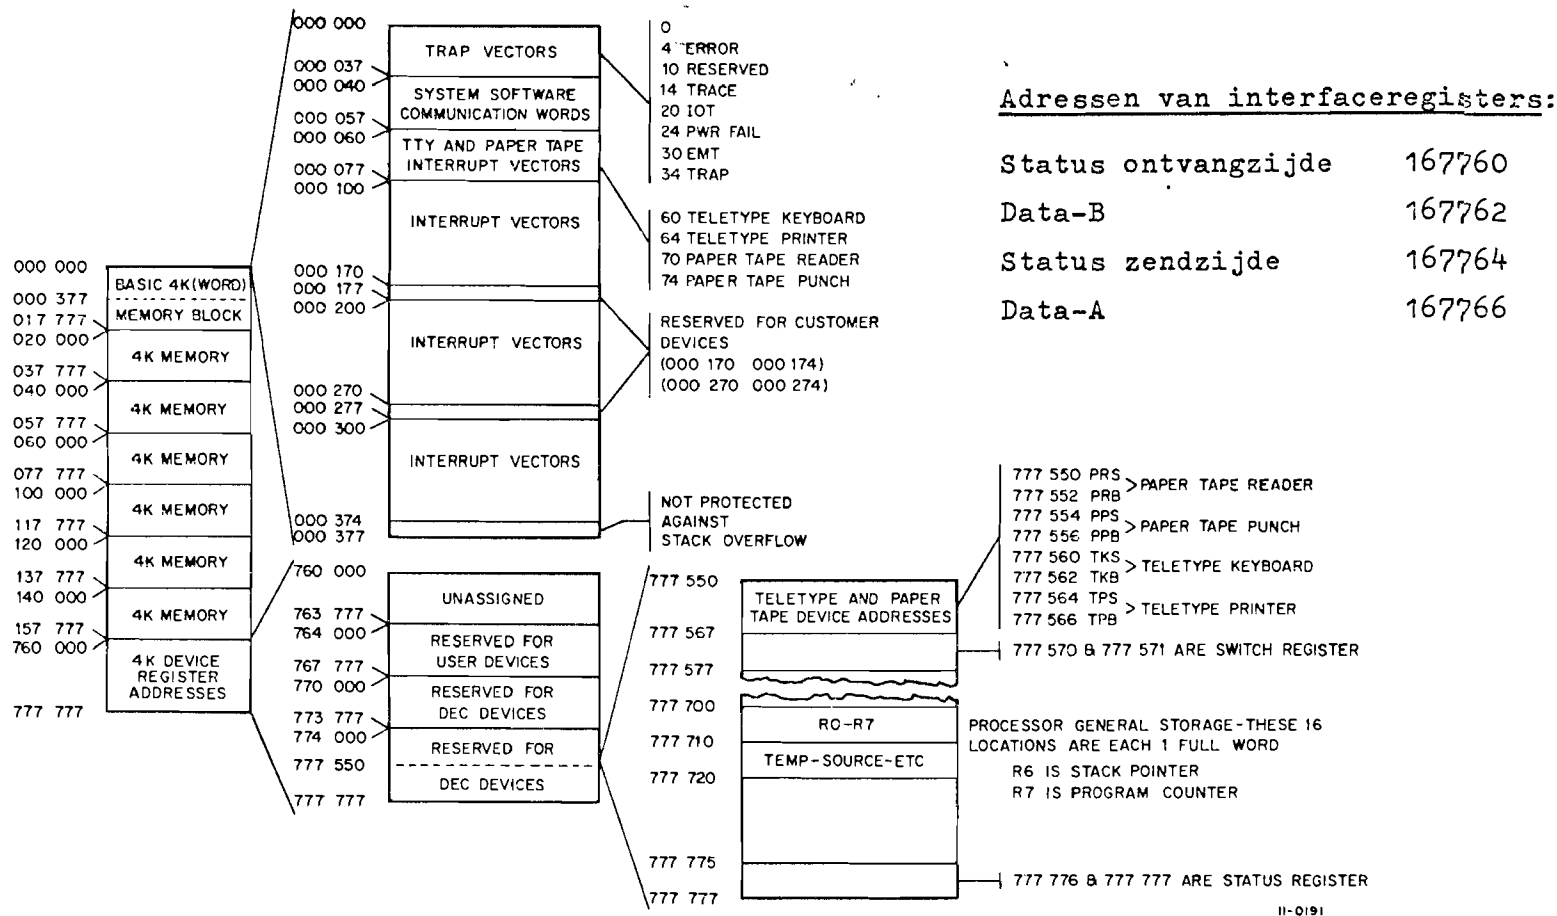 000 000
000 377
017 777
020 000
037 777
040 000
057 777
060 000
077 777
100 000
117 777
120 000
137 777
140 000
157 777
760 000
777 777
BASIC 4K(WORD)
MEMORY BLOCK
4K MEMORY
4K MEMORY
4K MEMORY
4K MEMORY
4K MEMORY
4K MEMORY
4K DEVICE
REGISTER
ADDRESSES
000 000
000 037
000 040
000 057
000 060
000 077
000 100
000 170
000 177
000 200
000 270
000 277
000 300
000 374
000 377
TRAP VECTORS
SYSTEM SOFTWARE
COMMUNICATION WORDS
TTY AND PAPER TAPE
INTERRUPT VECTORS
INTERRUPT VECTORS
INTERRUPT VECTORS
INTERRUPT VECTORS
0
4 ERROR
10 RESERVED
14 TRACE
20 IOT
24 PWR FAIL
30 EMT
34 TRAP
60 TELETYPE KEYBOARD
64 TELETYPE PRINTER
70 PAPER TAPE READER
74 PAPER TAPE PUNCH
RESERVED FOR CUSTOMER
DEVICES
(000 170 000 174)
(000 270 000 274)
NOT PROTECTED
AGAINST
STACK OVERFLOW
Adressen van interfaceregisters:
Status ontvangzijde 167760
Data-B 167762
Status zendzijde 167764
Data-A 167766
760 000
763 777
764 000
767 777
770 000
773 777
774 000
777 550
777 777
UNASSIGNED
RESERVED FOR
USER DEVICES
RESERVED FOR
DEC DEVICES
RESERVED FOR
DEC DEVICES
777 550
777 567
777 577
777 700
777 710
777 720
777 775
777 777
TELETYPE AND PAPER
TAPE DEVICE ADDRESSES
R0-R7
TEMP-SOURCE-ETC
777 550 PRS
777 552 PRB
>PAPER TAPE READER
777 554 PPS
777 556 PPB
>PAPER TAPE PUNCH
777 560 TKS
777 562 TKB
>TELETYPE KEYBOARD
777 564 TPS
777 566 TPB
>TELETYPE PRINTER
777 570 & 777 571 ARE SWITCH REGISTER
PROCESSOR GENERAL STORAGE-THESE 16
LOCATIONS ARE EACH 1 FULL WORD
R6 IS STACK POINTER
R7 IS PROGRAM COUNTER
777 776 & 777 777 ARE STATUS REGISTER
11-0191